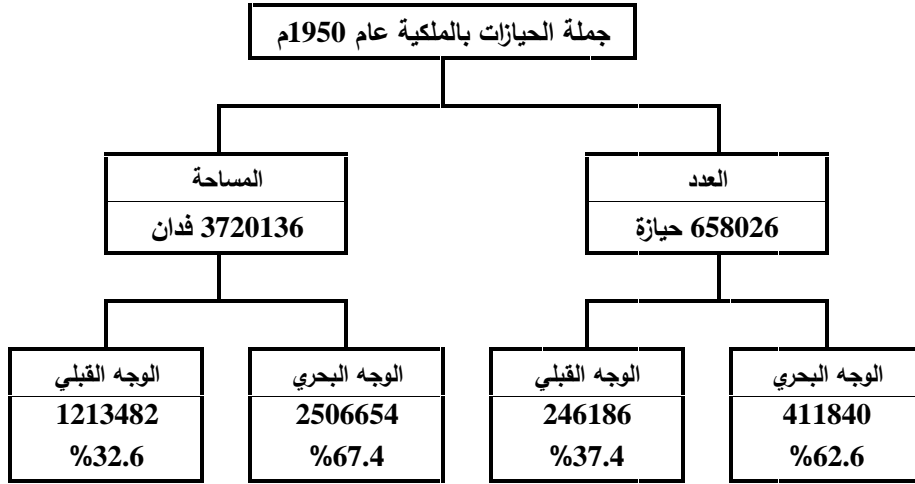 جملة الحيازات بالملكية عام 1950م
العدد
658026 حيازة
المساحة
3720136 فدان
الوجه البحري
411840
%62.6
الوجه القبلي
246186
%37.4
الوجه البحري
2506654
%67.4
الوجه القبلي
1213482
%32.6